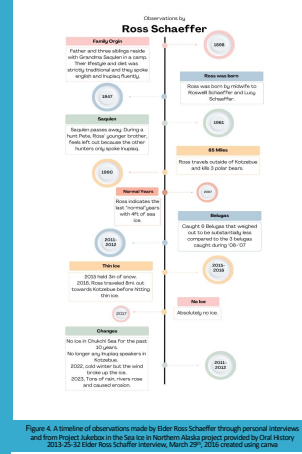 Observations by
Ross Schaeffer
Family Orgin
Father and three siblings reside
with Grandma Saquien in a camp.
Their lifestyle and diet was
strictly traditional and they spoke
english and Inupiaq fluently.
1898
Ross was born
Ross was born by midwife to
Roswell Schaeffer and Lucy
Schaeffer.
1947
Saquien
Saquien passes away. During a
hunt Pete, Ross' younger brother,
feels left out because the other
hunters only spoke Inupiaq.
1961
65 Miles
Ross travels outside of Kotzebue
and kills 3 polar bears.
1990
Normal Years
Ross indicates the
last "normal"years
with 4ft of sea
ice.
Belugas
Caught 8 Belugas that weighed
out to be substantially less
compared to the 3 belugas
caught during '06-'07
2011-
2012
Thin Ice
2015 held 3in of snow.
2016, Ross traveled 8mi out
towards Kotzebue before hitting
thin ice.
2015-
2016
No Ice
Absolutely no ice.
2017
Changes
No ice in Chukchi Sea for the past
10 years.
No longer any Inupiaq speakers in
Kotzebue.
2022, cold winter but the wind
broke up the ice.
2023, Tons of rain, rivers rose
and caused erosion.
2011-
2012
Figure 4. A timeline of observations made by Elder Ross Schaeffer through personal interviews
and from Project Jukebox in the Sea Ice in Northern Alaska project provided by Oral History
2013-25-32 Elder Ross Schaffer Interview, March 29th, 2016 created using canva